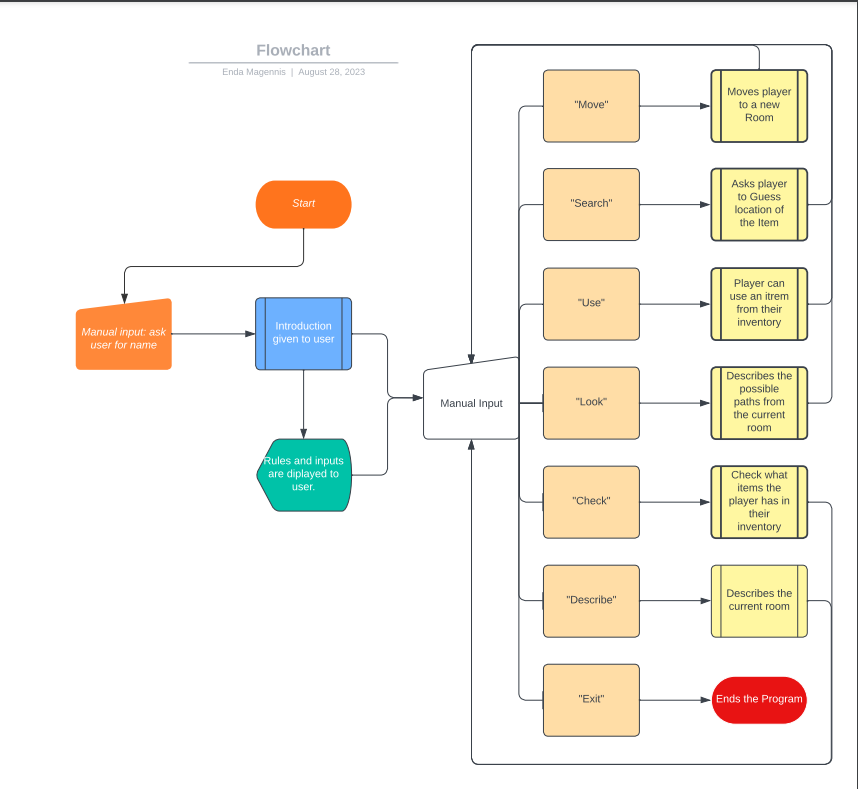 Flowchart
Enda Magennis | August 28, 2023
Start
Manual input: ask
user for name
Introduction
given to user
Rules and inputs
are diplayed to
user.
Manual Input
"Move"
Moves player
to a new
Room
"Search"
Asks player
to Guess
location of
the Item
"Use"
Player can
use an itrem
from their
inventory
"Look"
Describes the
possible
paths from
the current
room
"Check"
Check what
items the
player has in
their
inventory
"Describe"
Describes the
current room
"Exit"
Ends the Program